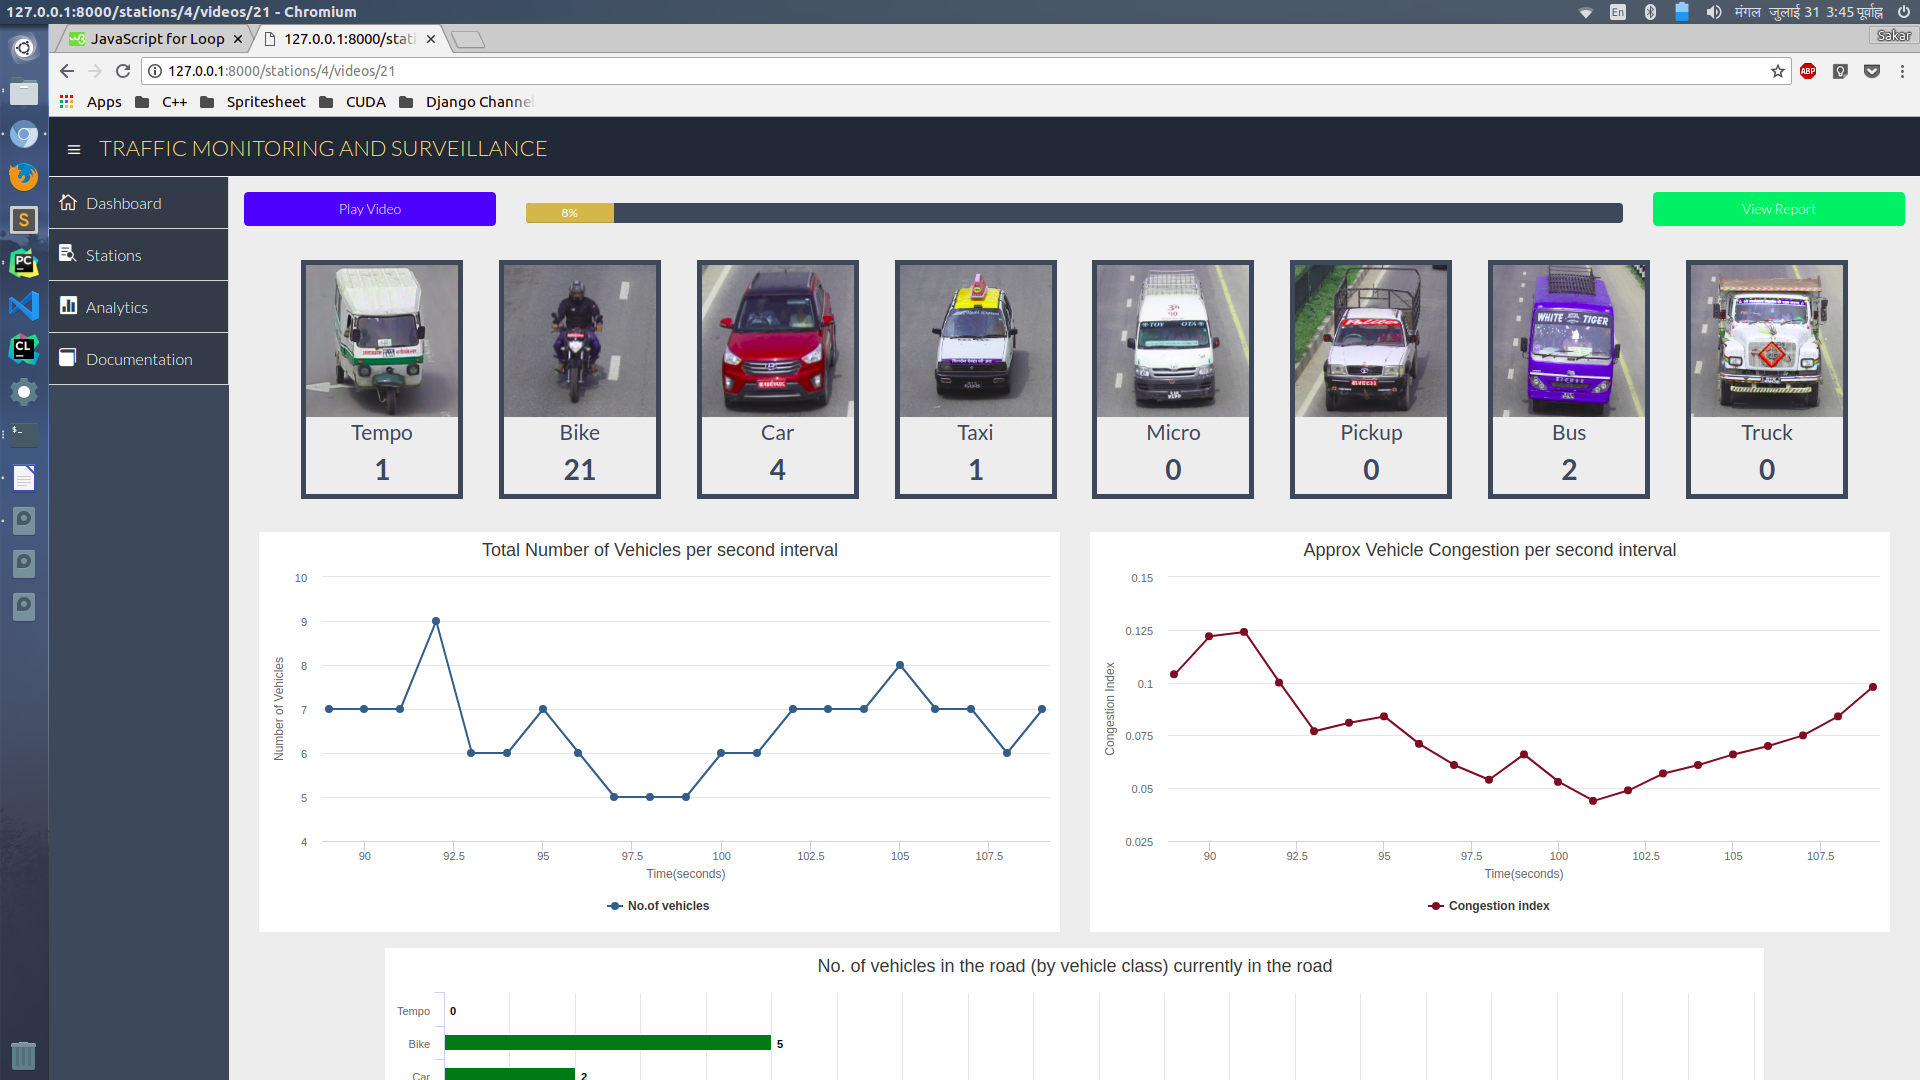 127.0.0.1:8000/stations/4/videos/21 - Chromium
En
मंगल जुलाई 31 3:45 पूर्वाह्न
JavaScript for Loop
127.0.0.1:8000/stati
Sakar
127.0.0.1:8000/stations/4/videos/21
ABP
Apps
C++
Spritesheet
CUDA
Django Channel
TRAFFIC MONITORING AND SURVEILLANCE
Dashboard
Stations
Analytics
Documentation
Play Video
8%
View Report
TOY OTA
WHITE TIGER
Tempo
Bike
Car
Taxi
Micro
Pickup
Bus
Truck
1
21
4
1
0
0
2
0
Total Number of Vehicles per second interval
Number of Vehicles
10
9
8
7
6
5
4
90
92.5
95
97.5
100
102.5
105
107.5
Time(seconds)
No.of vehicles
Approx Vehicle Congestion per second interval
Congestion Index
0.15
0.125
0.1
0.075
0.05
0.025
90
92.5
95
97.5
100
102.5
105
107.5
Time(seconds)
Congestion index
No. of vehicles in the road (by vehicle class) currently in the road
Tempo 0
Bike 5
Car 2